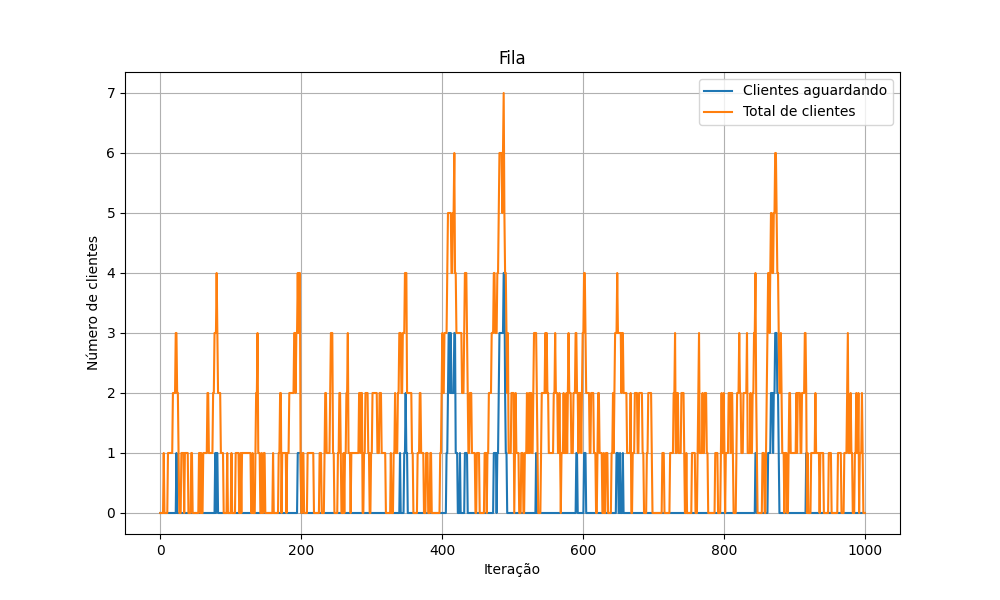 Fila
Clientes aguardando
Total de clientes
Número de clientes
7
6
5
4
3
2
1
0
0 200 400 600 800 1000
Iteração